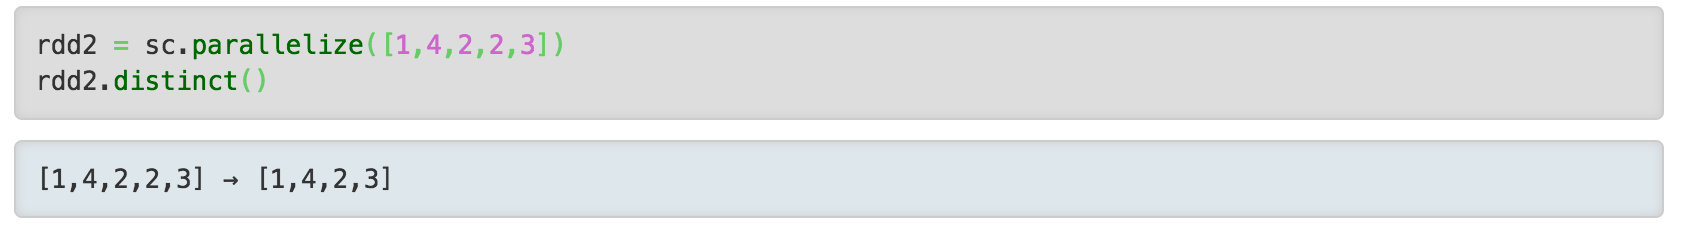 rdd2 = sc.parallelize([1,4,2,2,3])
rdd2.distinct()
[1,4,2,2,3] → [1,4,2,3]